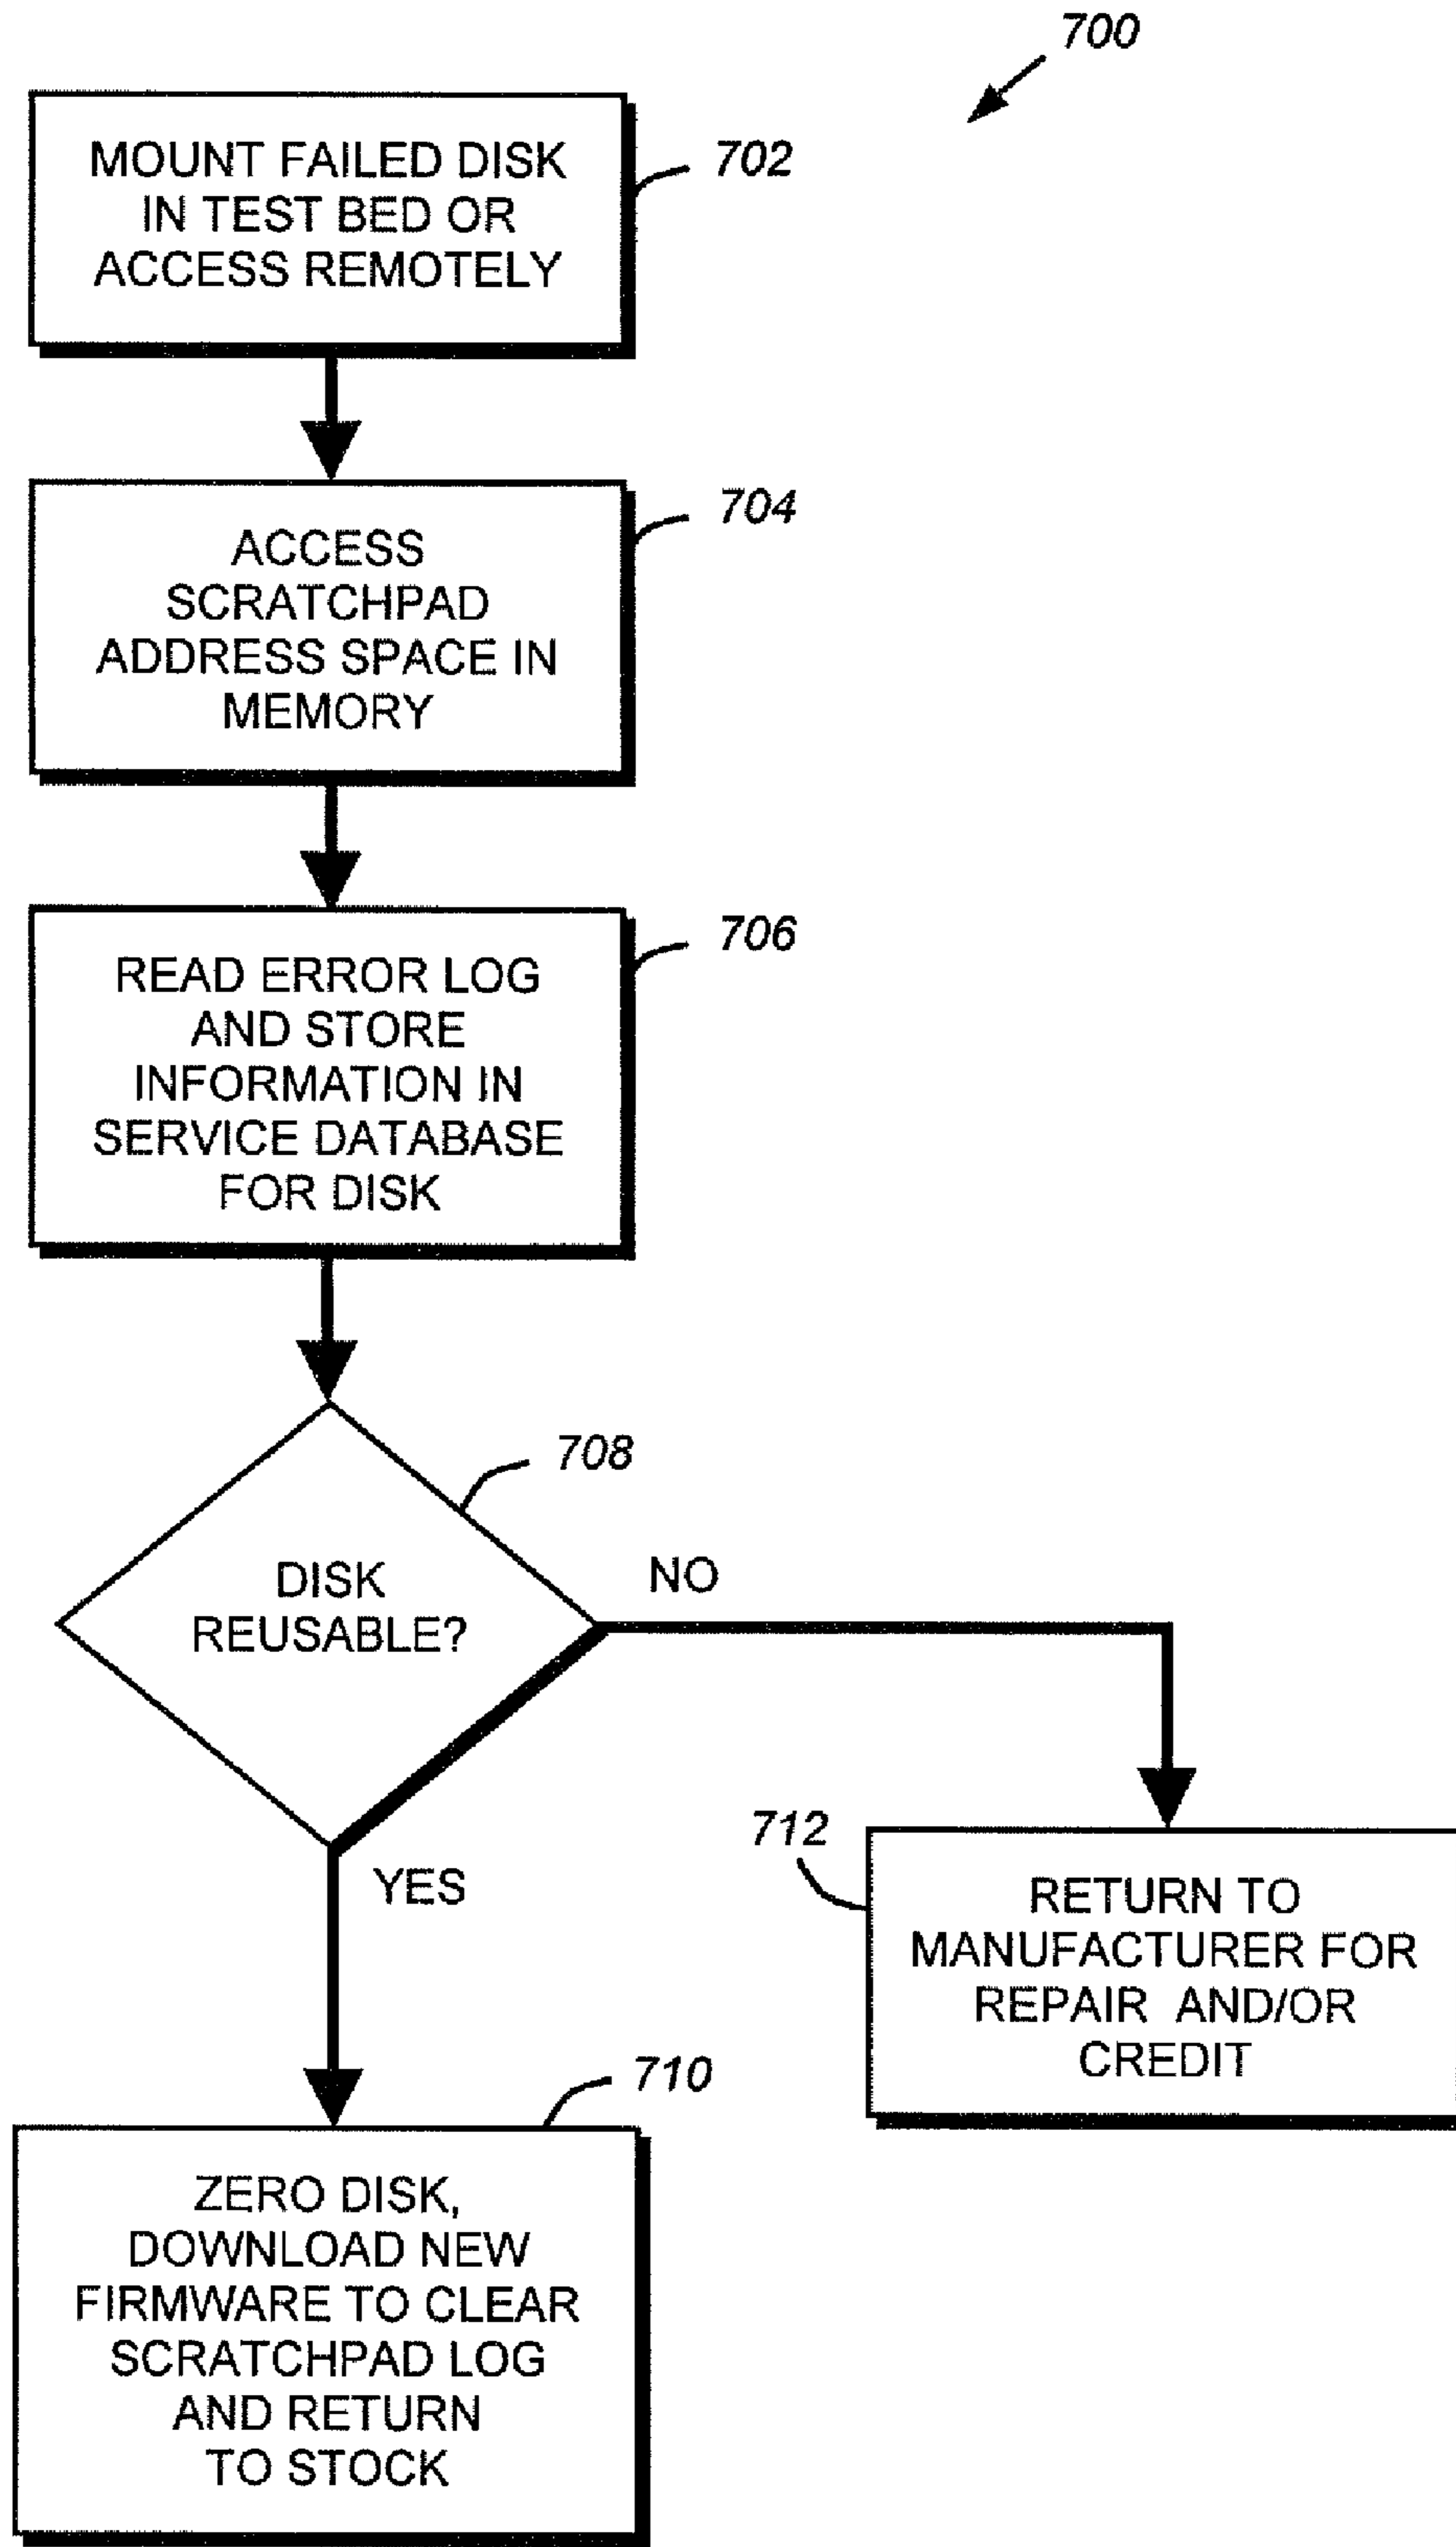 700
MOUNT FAILED DISK
IN TEST BED OR
ACCESS REMOTELY
702
ACCESS
SCRATCHPAD
ADDRESS SPACE IN
MEMORY
704
READ ERROR LOG
AND STORE
INFORMATION IN
SERVICE DATABASE
FOR DISK
706
DISK
REUSABLE?
708
NO
YES
712
RETURN TO
MANUFACTURER FOR
REPAIR AND/OR
CREDIT
710
ZERO DISK,
DOWNLOAD NEW
FIRMWARE TO CLEAR
SCRATCHPAD LOG
AND RETURN
TO STOCK